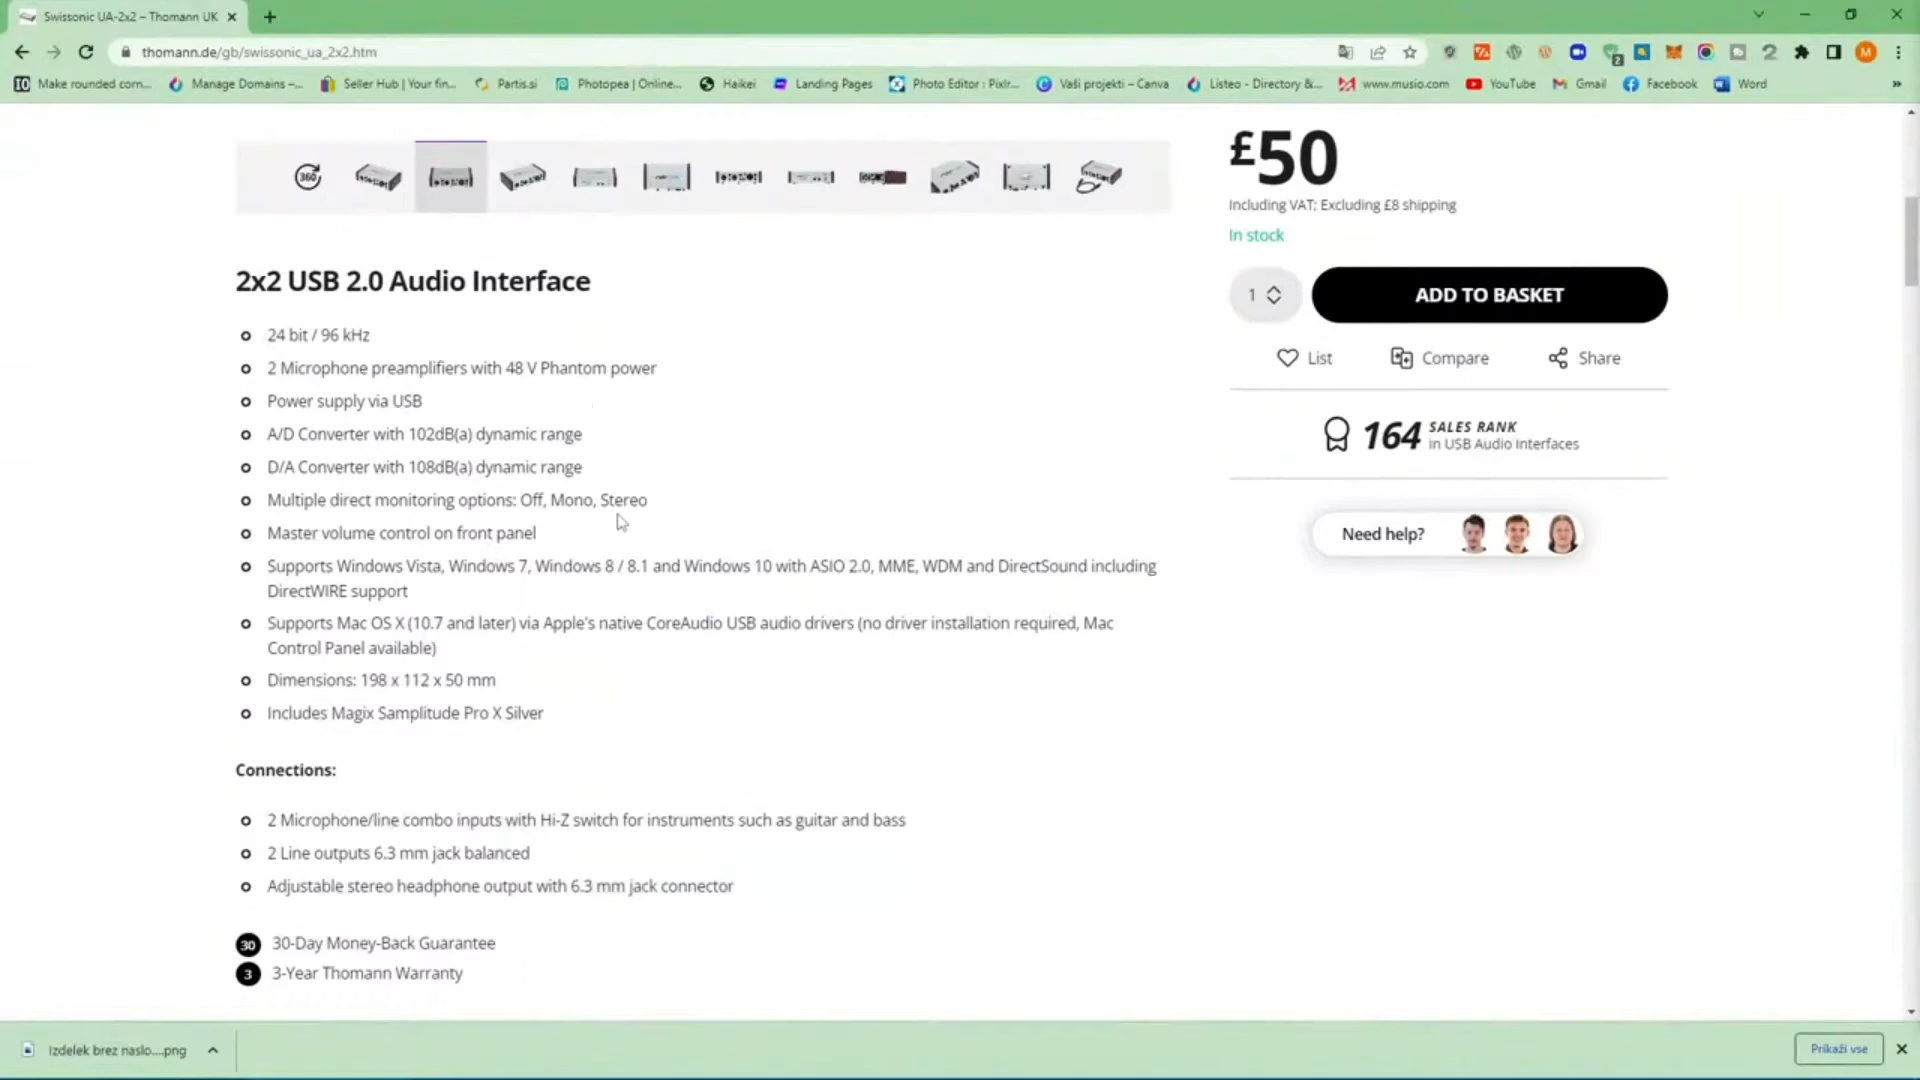 Swissonic UA-2x2 – Thomann UK
thomann.de/gb/swissonic_ua_2x2.htm
Make rounded corn...
Manage Domains –...
Seller Hub | Your fin...
Partis.si
Photopea | Online...
Haikei
Landing Pages
Photo Editor : Pixlr...
Vaši projekti – Canva
Listeo - Directory &...
www.musio.com
YouTube
Gmail
Facebook
Word
360
£50
Including VAT; Excluding £8 shipping
In stock
1
ADD TO BASKET
List
Compare
Share
164 SALES RANK
in USB Audio Interfaces
Need help?
2x2 USB 2.0 Audio Interface
24 bit / 96 kHz
2 Microphone preamplifiers with 48 V Phantom power
Power supply via USB
A/D Converter with 102dB(a) dynamic range
D/A Converter with 108dB(a) dynamic range
Multiple direct monitoring options: Off, Mono, Stereo
Master volume control on front panel
Supports Windows Vista, Windows 7, Windows 8 / 8.1 and Windows 10 with ASIO 2.0, MME, WDM and DirectSound including
DirectWIRE support
Supports Mac OS X (10.7 and later) via Apple's native CoreAudio USB audio drivers (no driver installation required, Mac
Control Panel available)
Dimensions: 198 x 112 x 50 mm
Includes Magix Samplitude Pro X Silver
Connections:
2 Microphone/line combo inputs with Hi-Z switch for instruments such as guitar and bass
2 Line outputs 6.3 mm jack balanced
Adjustable stereo headphone output with 6.3 mm jack connector
30 30-Day Money-Back Guarantee
3 3-Year Thomann Warranty
Izdelek brez naslo....png
Prikaži vse